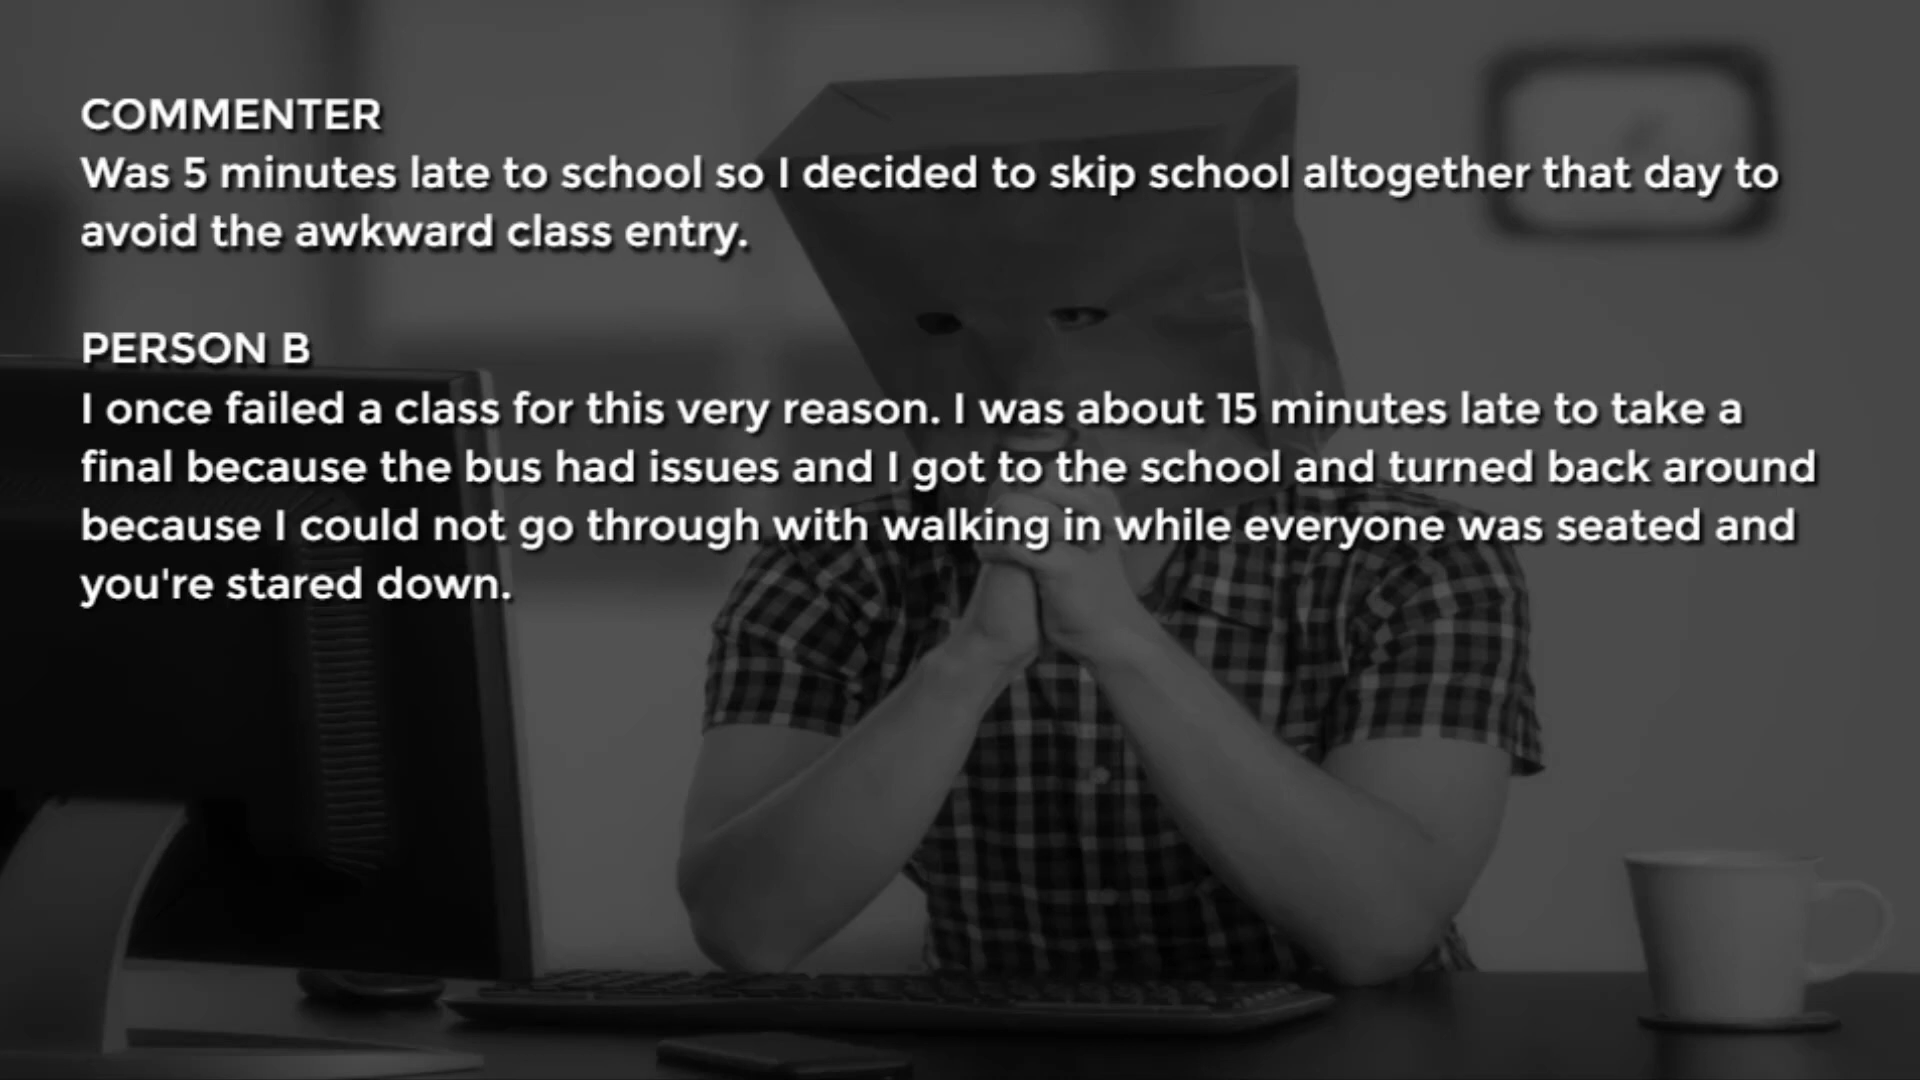 COMMENTER
Was 5 minutes late to school so I decided to skip school altogether that day to
avoid the awkward class entry.
PERSON B
I once failed a class for this very reason. I was about 15 minutes late to take a
final because the bus had issues and I got to the school and turned back around
because I could not go through with walking in while everyone was seated and
you're stared down.